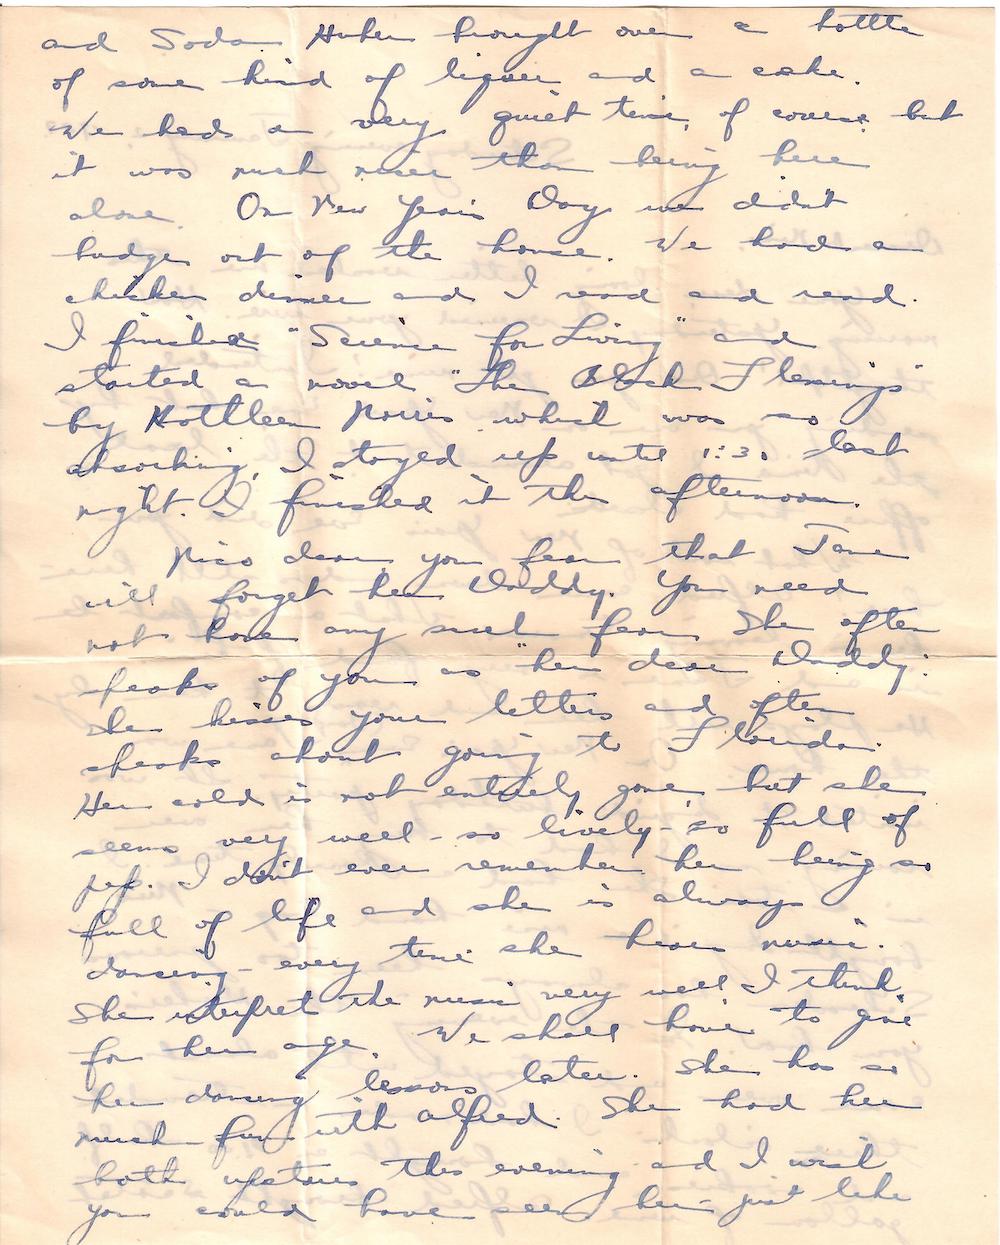 and Soda. Huber brought over a bottle
of some kind of liquer and a cake.
We had a very quiet time, of course but
it was much nicer than being here
alone. On New Years Day we didn't
budge out of the house. We had a
chicken dinner and I read and read.
I finished "Science for Living" and
started a novel "The Black Flemings"
by Kathleen Norris which was so
absorbing, I stayed up until 1:30 last
night. I finished it this afternoon.
Nico dear, you fear that Jane
will forget her Daddy. You need
not have any such fear. She often
speaks of you as "her dear Daddy."
She kisses your letters and often
speaks about going to Florida.
Her cold is not entirely gone, but she
seems very well - so lively - so full of
pep. I don't ever remember her being so
full of life and she is always
dancing - every time she hears music.
She interpret the music very well I think,
for her age. We shall have to give
her dancing lessons later. She has so
much fun with Alfred. She had her
bath upstairs this evening and I wish
you could have seen her - just like